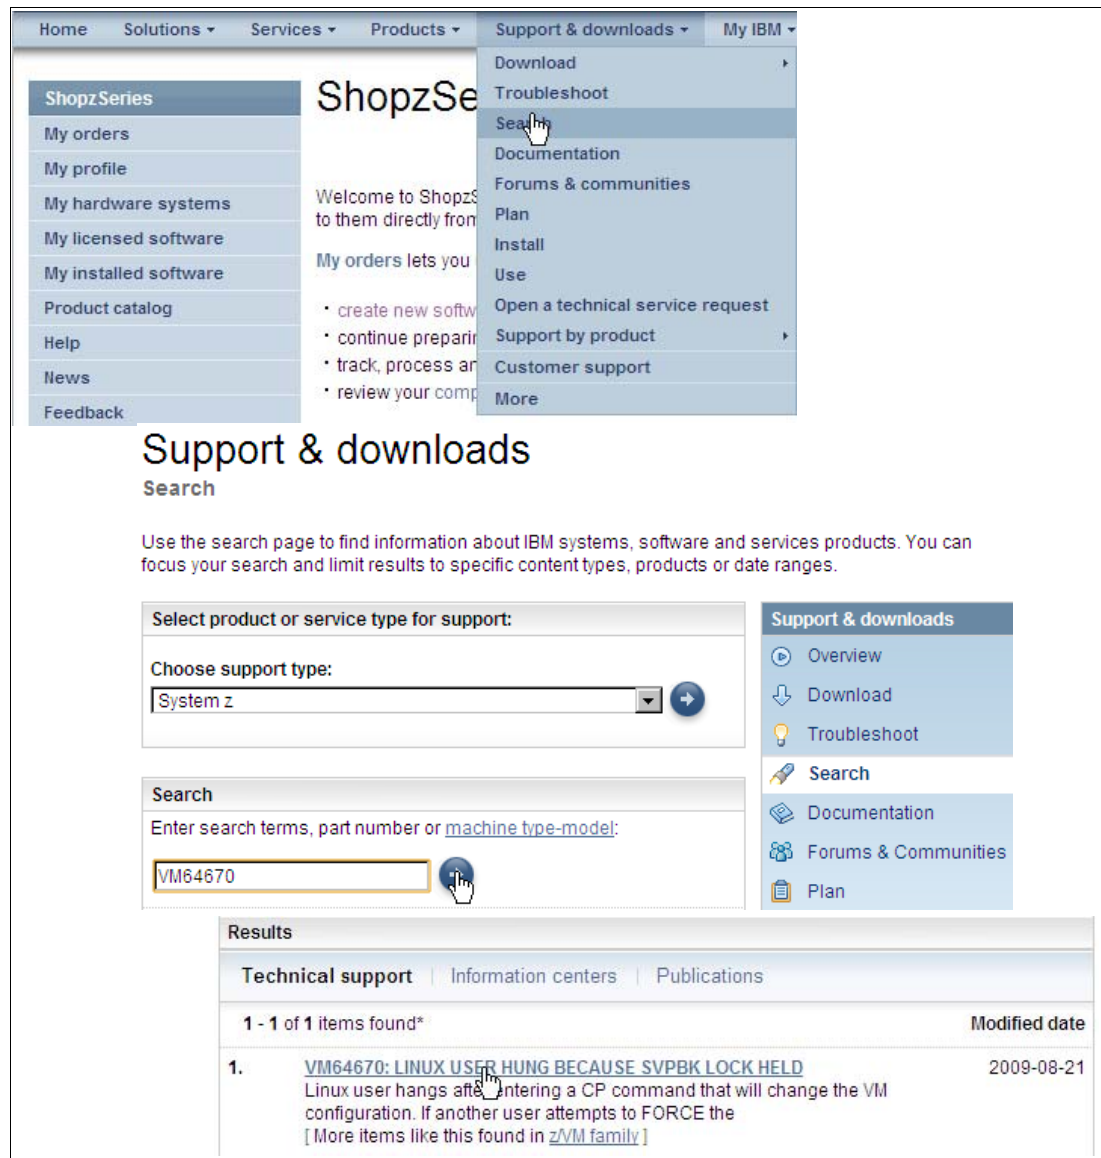 Home Solutions Services Products Support & downloads My IBM
Download
ShopzSeries
ShopzSe
Troubleshoot
My orders
Search
My profile
Documentation
My hardware systems
Welcome to ShopzS
Forums & communities
to them directly from
Plan
My licensed software
Install
My installed software
My orders lets you
Use
Product catalog
· create new softw
Open a technical service request
Help
· continue preparin
Support by product
News
· track, process an
Customer support
· review your comp
More
Feedback
Support & downloads
Search
Use the search page to find information about IBM systems, software and services products. You can
focus your search and limit results to specific content types, products or date ranges.
Select product or service type for support:
Choose support type:
System z
Search
Enter search terms, part number or machine type-model:
VM64670
Support & downloads
Overview
Download
Troubleshoot
Search
Documentation
Forums & Communities
Plan
Results
Technical support | Information centers | Publications
1 - 1 of 1 items found* Modified date
1. VM64670: LINUX USER HUNG BECAUSE SVPBK LOCK HELD 2009-08-21
Linux user hangs after entering a CP command that will change the VM
configuration. If another user attempts to FORCE the
[ More items like this found in z/VM family ]